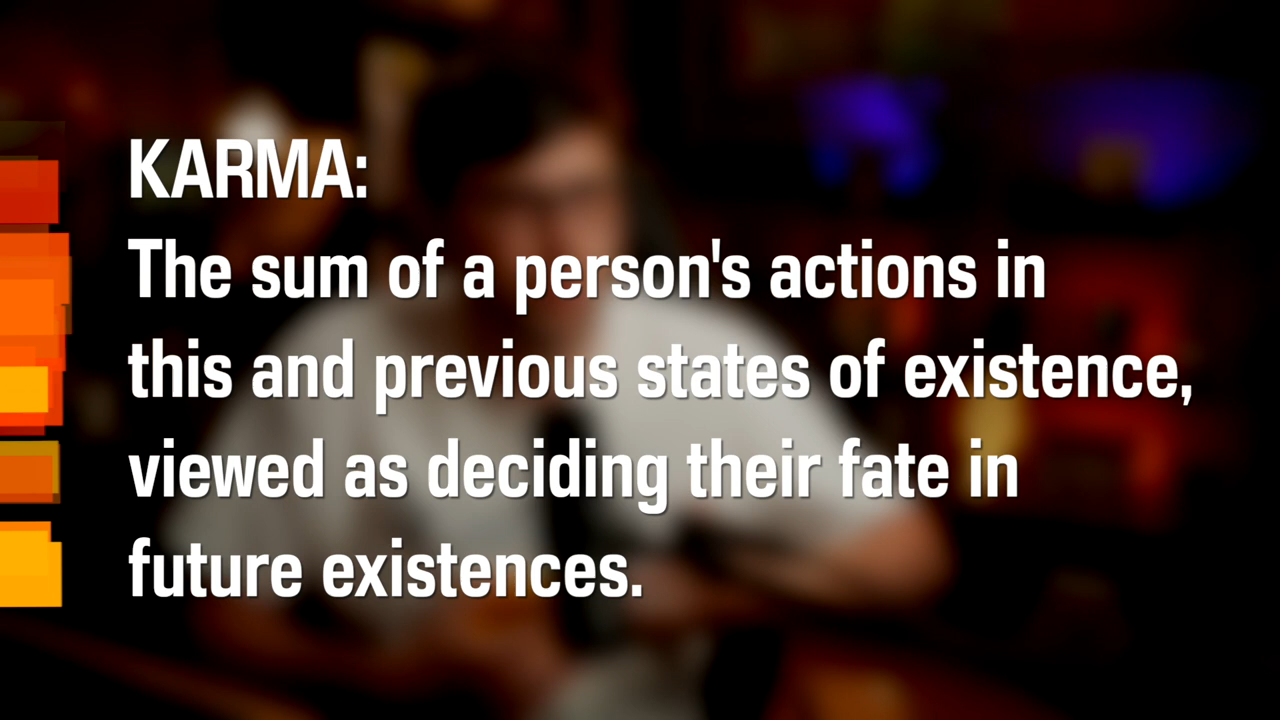 KARMA:
The sum of a person's actions in
this and previous states of existence,
viewed as deciding their fate in
future existences.